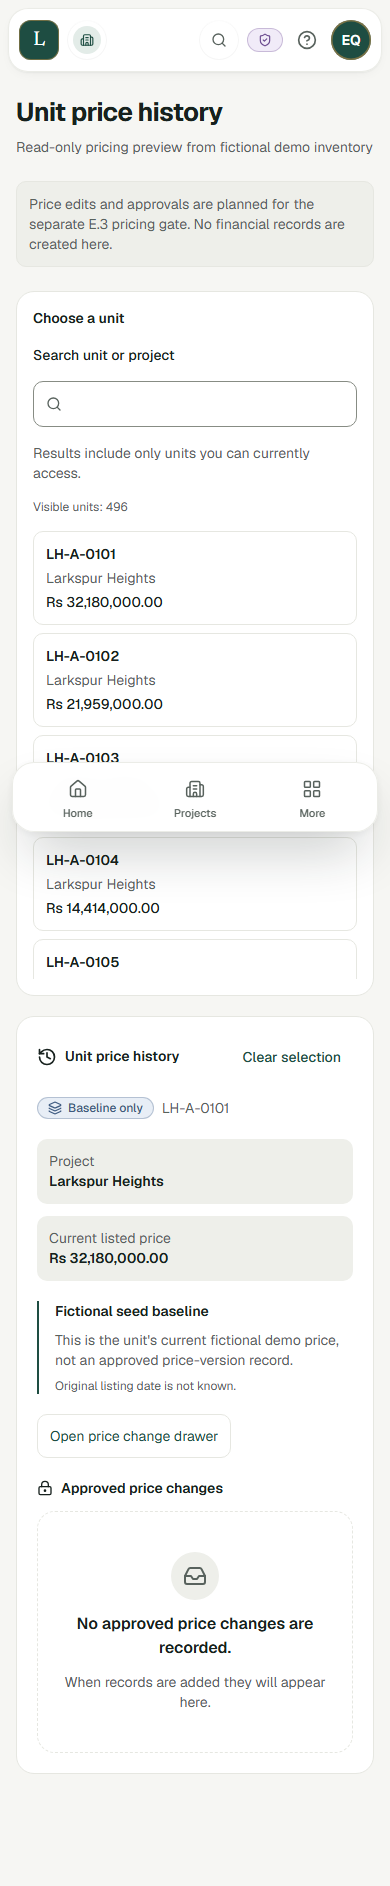 L
EQ
Unit price history
Read-only pricing preview from fictional demo inventory
Price edits and approvals are planned for the
separate E.3 pricing gate. No financial records are
created here.
Choose a unit
Search unit or project
Results include only units you can currently
access.
Visible units: 496
LH-A-0101
Larkspur Heights
Rs 32,180,000.00
LH-A-0102
Larkspur Heights
Rs 21,959,000.00
LH-A-0103
Home
Projects
More
LH-A-0104
Larkspur Heights
Rs 14,414,000.00
LH-A-0105
Unit price history
Clear selection
Baseline only
LH-A-0101
Project
Larkspur Heights
Current listed price
Rs 32,180,000.00
Fictional seed baseline
This is the unit's current fictional demo price,
not an approved price-version record.
Original listing date is not known.
Open price change drawer
Approved price changes
No approved price changes are
recorded.
When records are added they will appear
here.